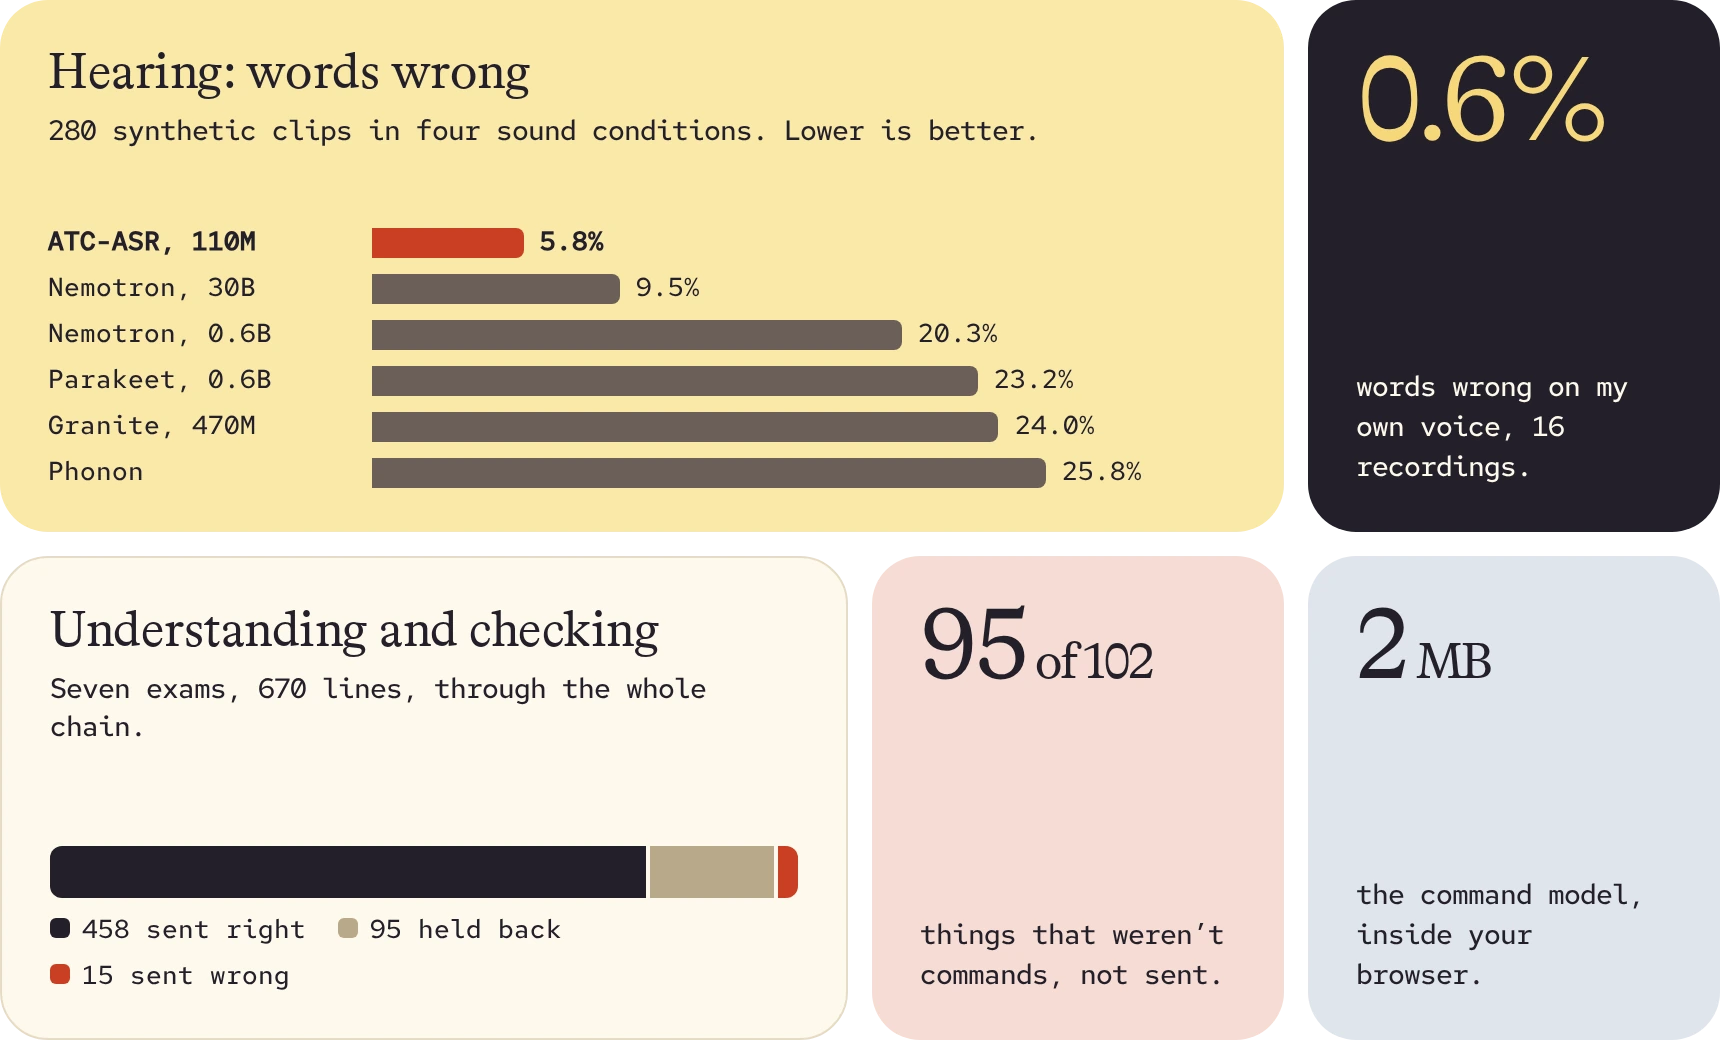 Hearing: words wrong
280 synthetic clips in four sound conditions. Lower is better.
ATC-ASR, 110M 5.8%
Nemotron, 30B 9.5%
Nemotron, 0.6B 20.3%
Parakeet, 0.6B 23.2%
Granite, 470M 24.0%
Phonon 25.8%
0.6%
words wrong on my
own voice, 16
recordings.
Understanding and checking
Seven exams, 670 lines, through the whole
chain.
458 sent right 95 held back
15 sent wrong
95 of 102
things that weren’t
commands, not sent.
2 MB
the command model,
inside your
browser.